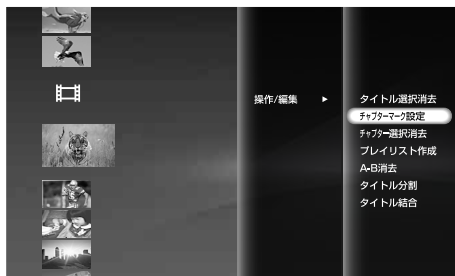 操作/編集 ▶
タイトル選択消去
チャプターマーク設定
チャプター選択消去
プレイリスト作成
A-B消去
タイトル分割
タイトル結合